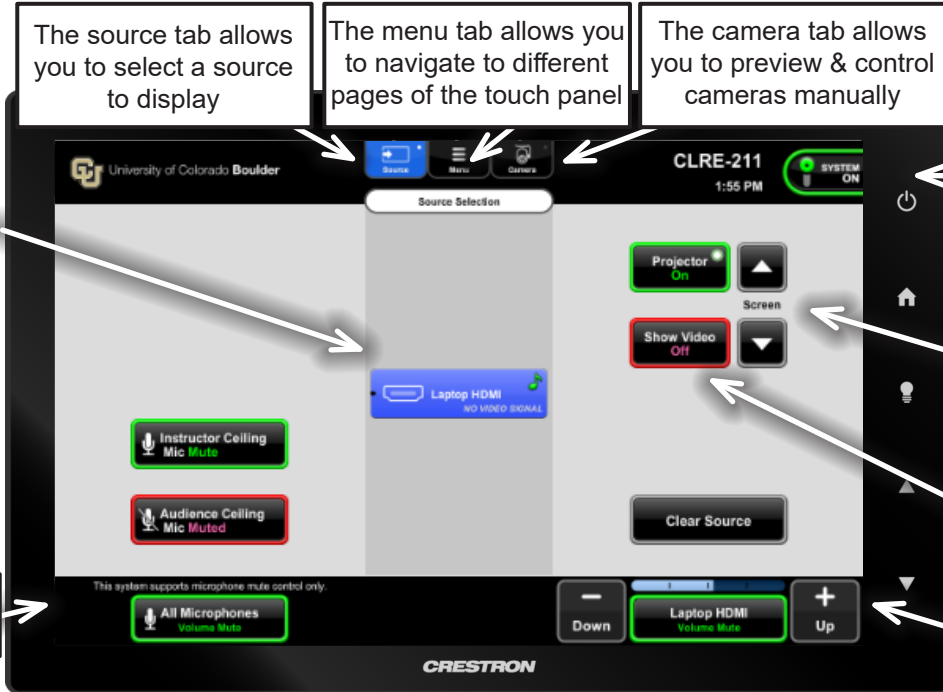 The source tab allows
you to select a source
to display
The menu tab allows you
to navigate to different
pages of the touch panel
The camera tab allows
you to preview & control
cameras manually
University of Colorado Boulder
Source
Menu
Camera
CLRE-211
1:55 PM
SYSTEM
ON
Source Selection
Projector
On
Screen
Show Video
Off
Laptop HDMI
NO VIDEO SIGNAL
Instructor Ceiling
Mic Mute
Audience Ceiling
Mic Muted
Clear Source
This system supports microphone mute control only.
All Microphones
Volume Mute
Down
Laptop HDMI
Volume Mute
Up
CRESTRON